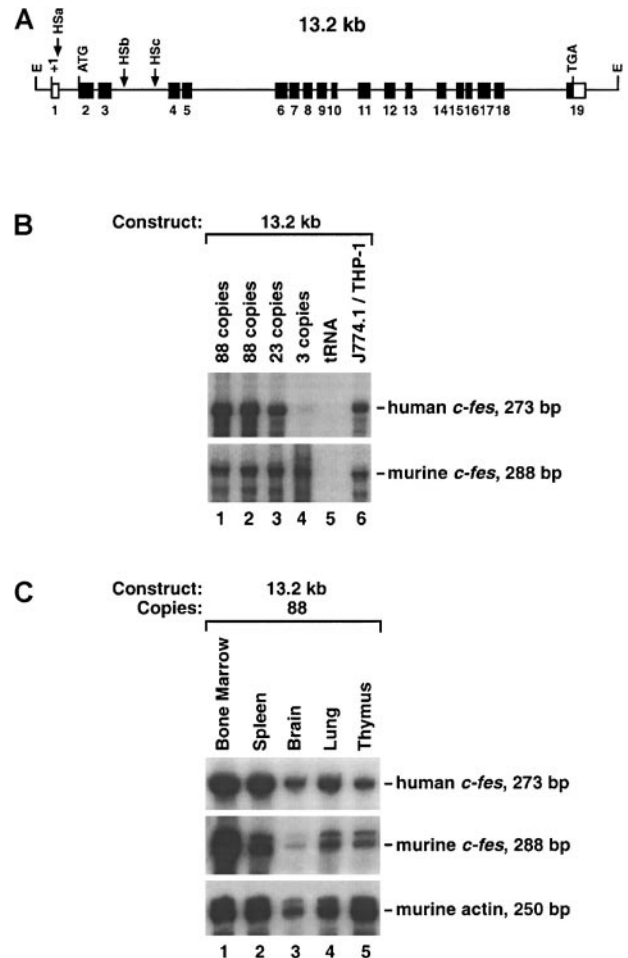 A
13.2 kb
E +1 HSa ATG HSb HSc TGA E
1 2 3 4 5 6 7 8 9 10 11 12 13 14 15 16 17 18 19
B
Construct: 13.2 kb
88 copies 88 copies 23 copies 3 copies tRNA J774.1 / THP-1
human c-fes, 273 bp
murine c-fes, 288 bp
1 2 3 4 5 6
C
Construct: 13.2 kb
Copies: 88
Bone Marrow Spleen Brain Lung Thymus
human c-fes, 273 bp
murine c-fes, 288 bp
murine actin, 250 bp
1 2 3 4 5